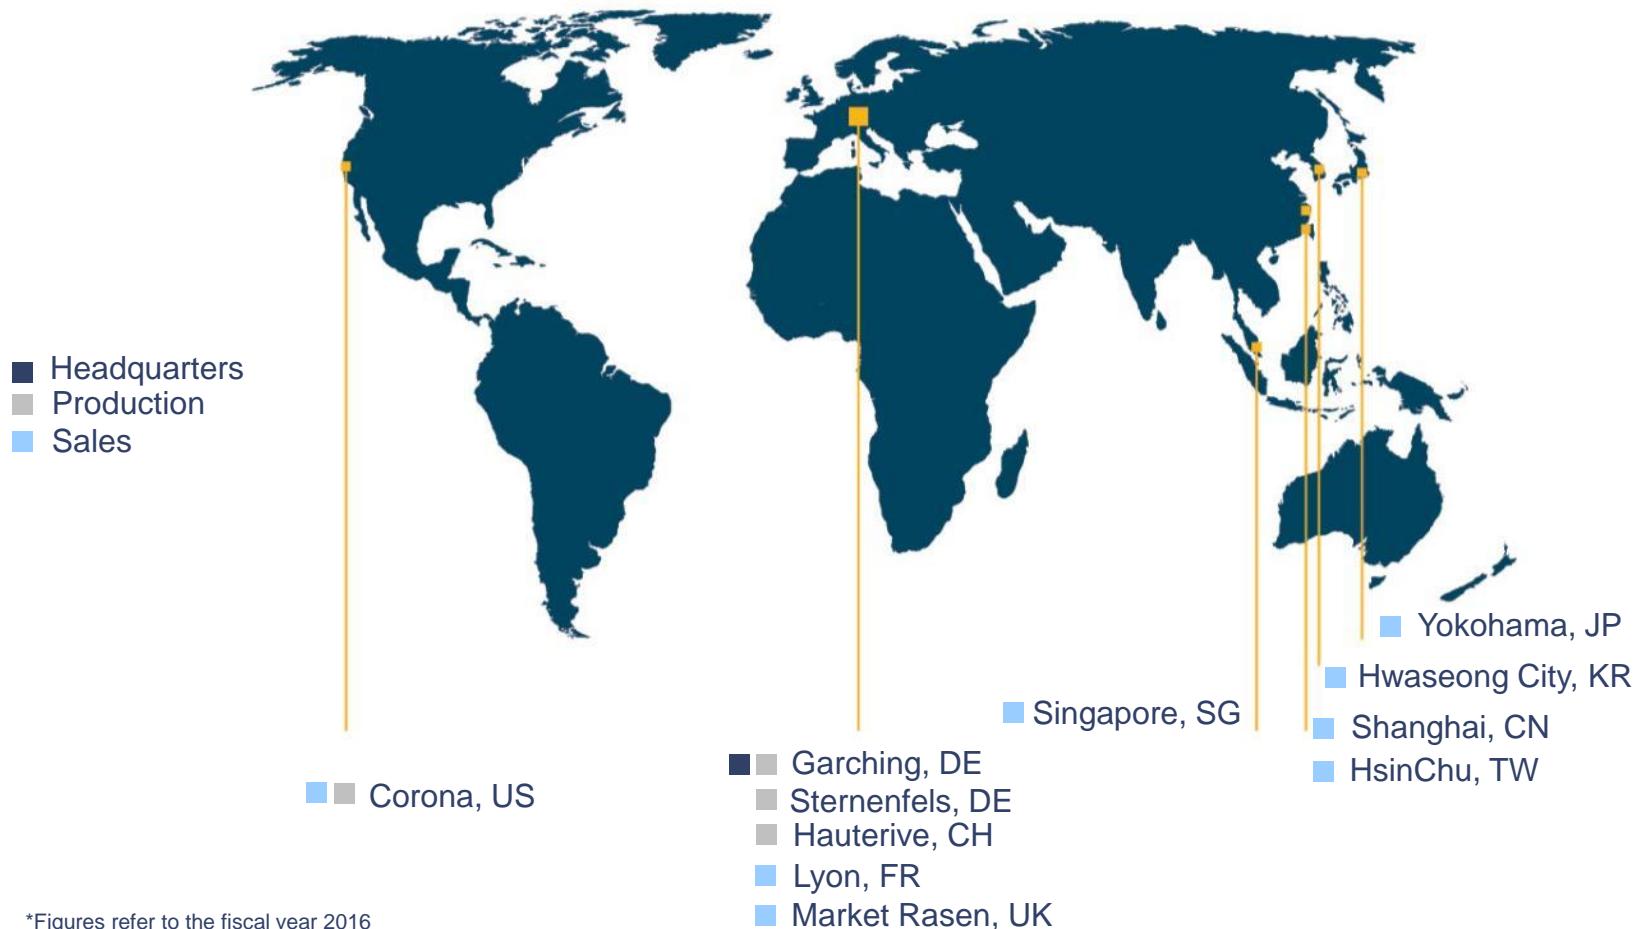 Headquarters
Production
Sales
Yokohama, JP
Hwaseong City, KR
Singapore, SG
Shanghai, CN
HsinChu, TW
Corona, US
Garching, DE
Sternenfels, DE
Hauterive, CH
Lyon, FR
Market Rasen, UK
*Figures refer to the fiscal year 2016